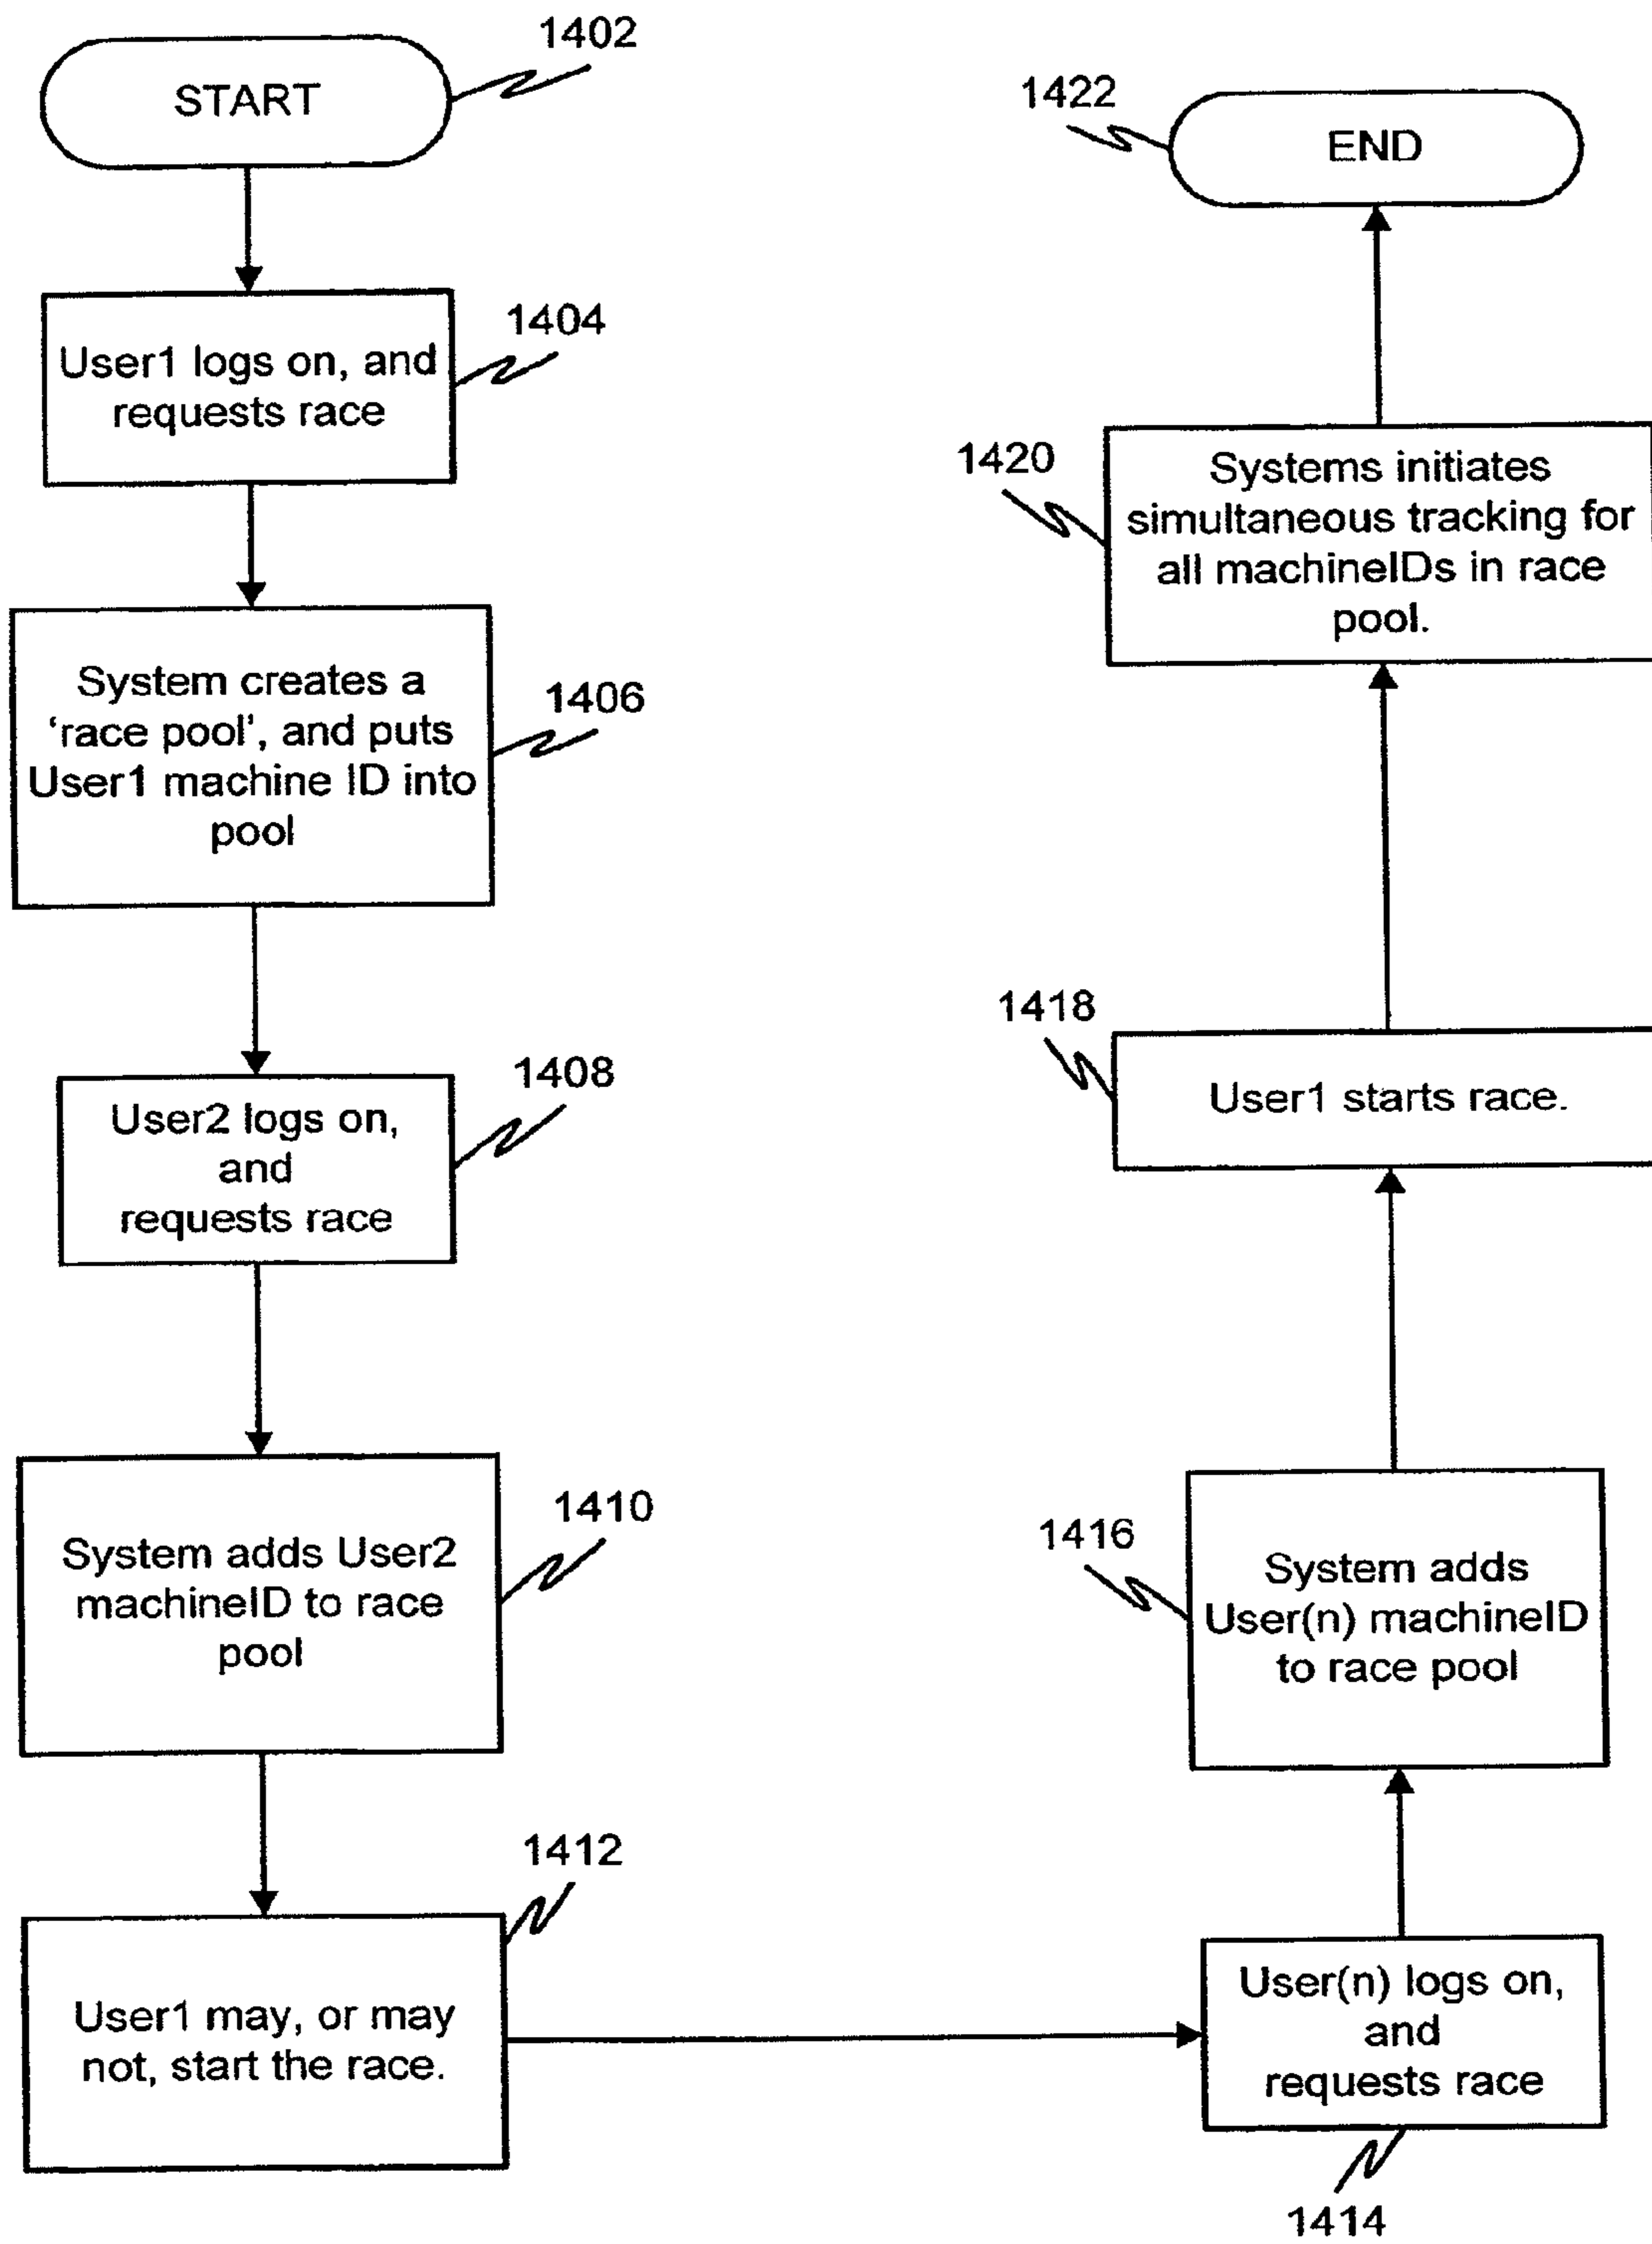 1402
START
1404
User1 logs on, and
requests race
1406
System creates a
‘race pool’, and puts
User1 machine ID into
pool
1408
User2 logs on,
and
requests race
1410
System adds User2
machineID to race
pool
1412
User1 may, or may
not, start the race.
User(n) logs on,
and
requests race
1414
1416
System adds
User(n) machineID
to race pool
1418
User1 starts race.
1420
Systems initiates
simultaneous tracking for
all machineIDs in race
pool.
1422
END